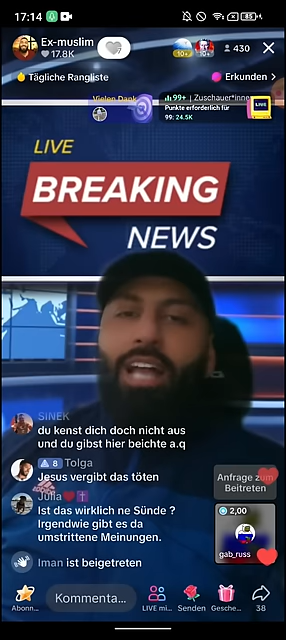 17:14
85
Ex-muslim
17.8K
10+
10+
430
Tägliche Rangliste
Erkunden
Vielen Dank
99+ | Zuschauer*innen
Punkte erforderlich für
99: 24.5K
LIVE
LIVE
BREAKING
NEWS
SiNEK
du kenst dich doch nicht aus
und du gibst hier beichte a.q
8 Tolga
Jesus vergibt das töten
Julia
Ist das wirklich ne Sünde ?
Irgendwie gibt es da
umstrittene Meinungen.
Anfrage zum
Beitreten
2,00
gab_russ
Iman ist beigetreten
Abonn...
Kommenta...
LIVE mi...
Senden
Gesche...
38